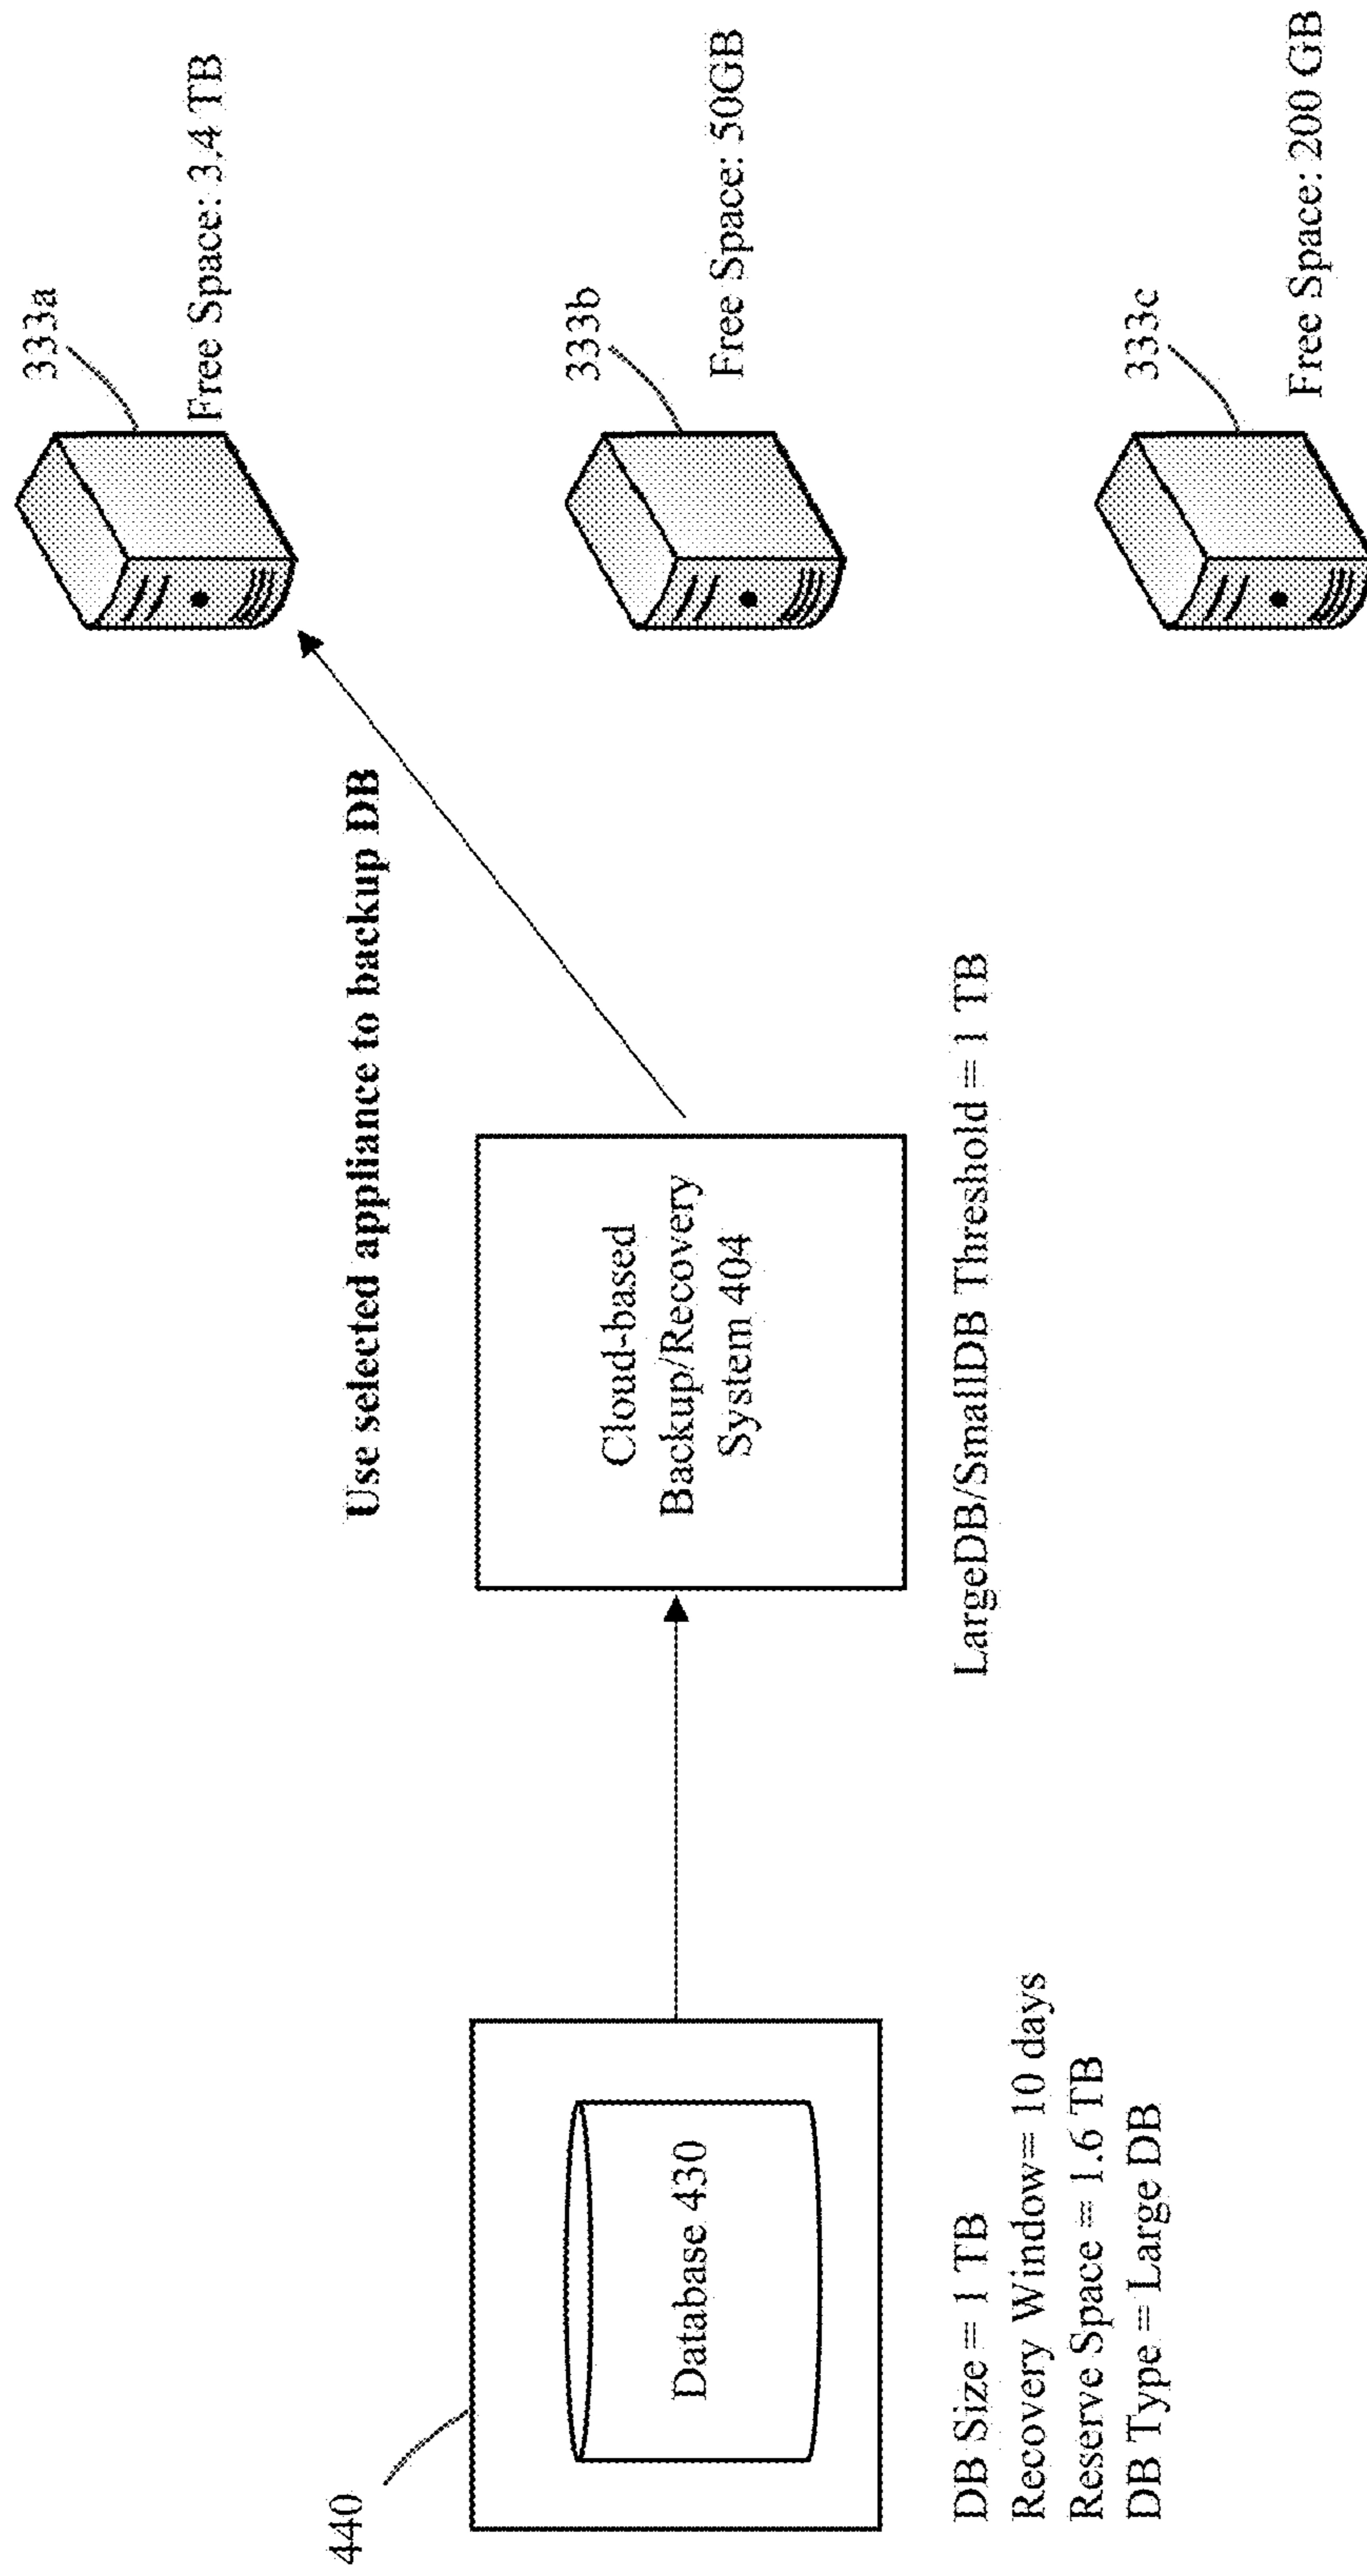 440
Database 430
DB Size = 1 TB
Recovery Window= 10 days
Reserve Space = 1.6 TB
DB Type = Large DB
Cloud-based
Backup/Recovery
System 404
LargeDB/SmallDB Threshold = 1 TB
Use selected appliance to backup DB
333a
Free Space: 3.4 TB
333b
Free Space: 50GB
333c
Free Space: 200 GB